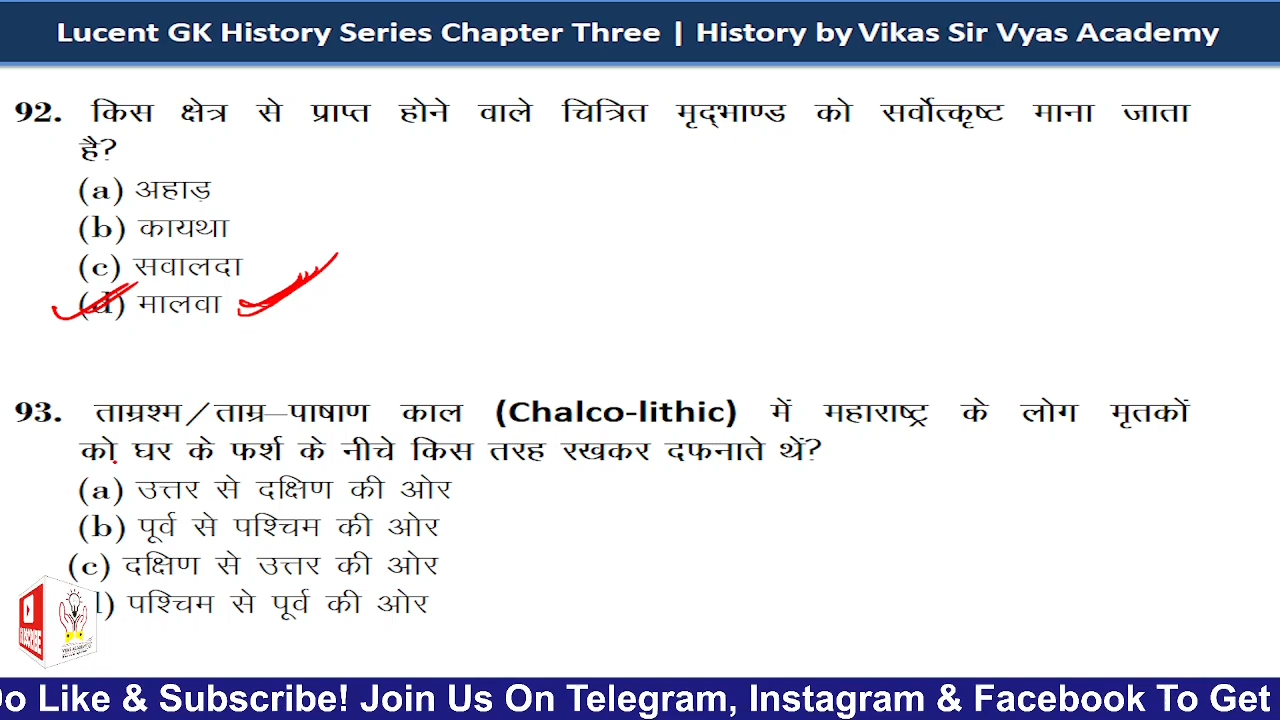 Lucent GK History Series Chapter Three | History by Vikas Sir Vyas Academy
92. किस क्षेत्र से प्राप्त होने वाले चित्रित मृद्भाण्ड को सर्वोत्कृष्ट माना जाता
है?
(a) अहाड़
(b) कायथा
(c) सवालदा
(d) मालवा
93. ताम्रश्म/ताम्र–पाषाण काल (Chalco-lithic) में महाराष्ट्र के लोग मृतकों
को घर के फर्श के नीचे किस तरह रखकर दफनाते थें?
(a) उत्तर से दक्षिण की ओर
(b) पूर्व से पश्चिम की ओर
(c) दक्षिण से उत्तर की ओर
) पश्चिम से पूर्व की ओर
SUBSCRIBE
Do Like & Subscribe! Join Us On Telegram, Instagram & Facebook To Get